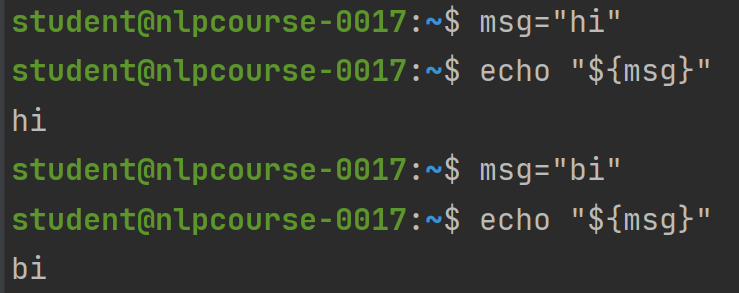 student@nlpcourse-0017:~$ msg="hi"
student@nlpcourse-0017:~$ echo "${msg}"
hi
student@nlpcourse-0017:~$ msg="bi"
student@nlpcourse-0017:~$ echo "${msg}"
bi